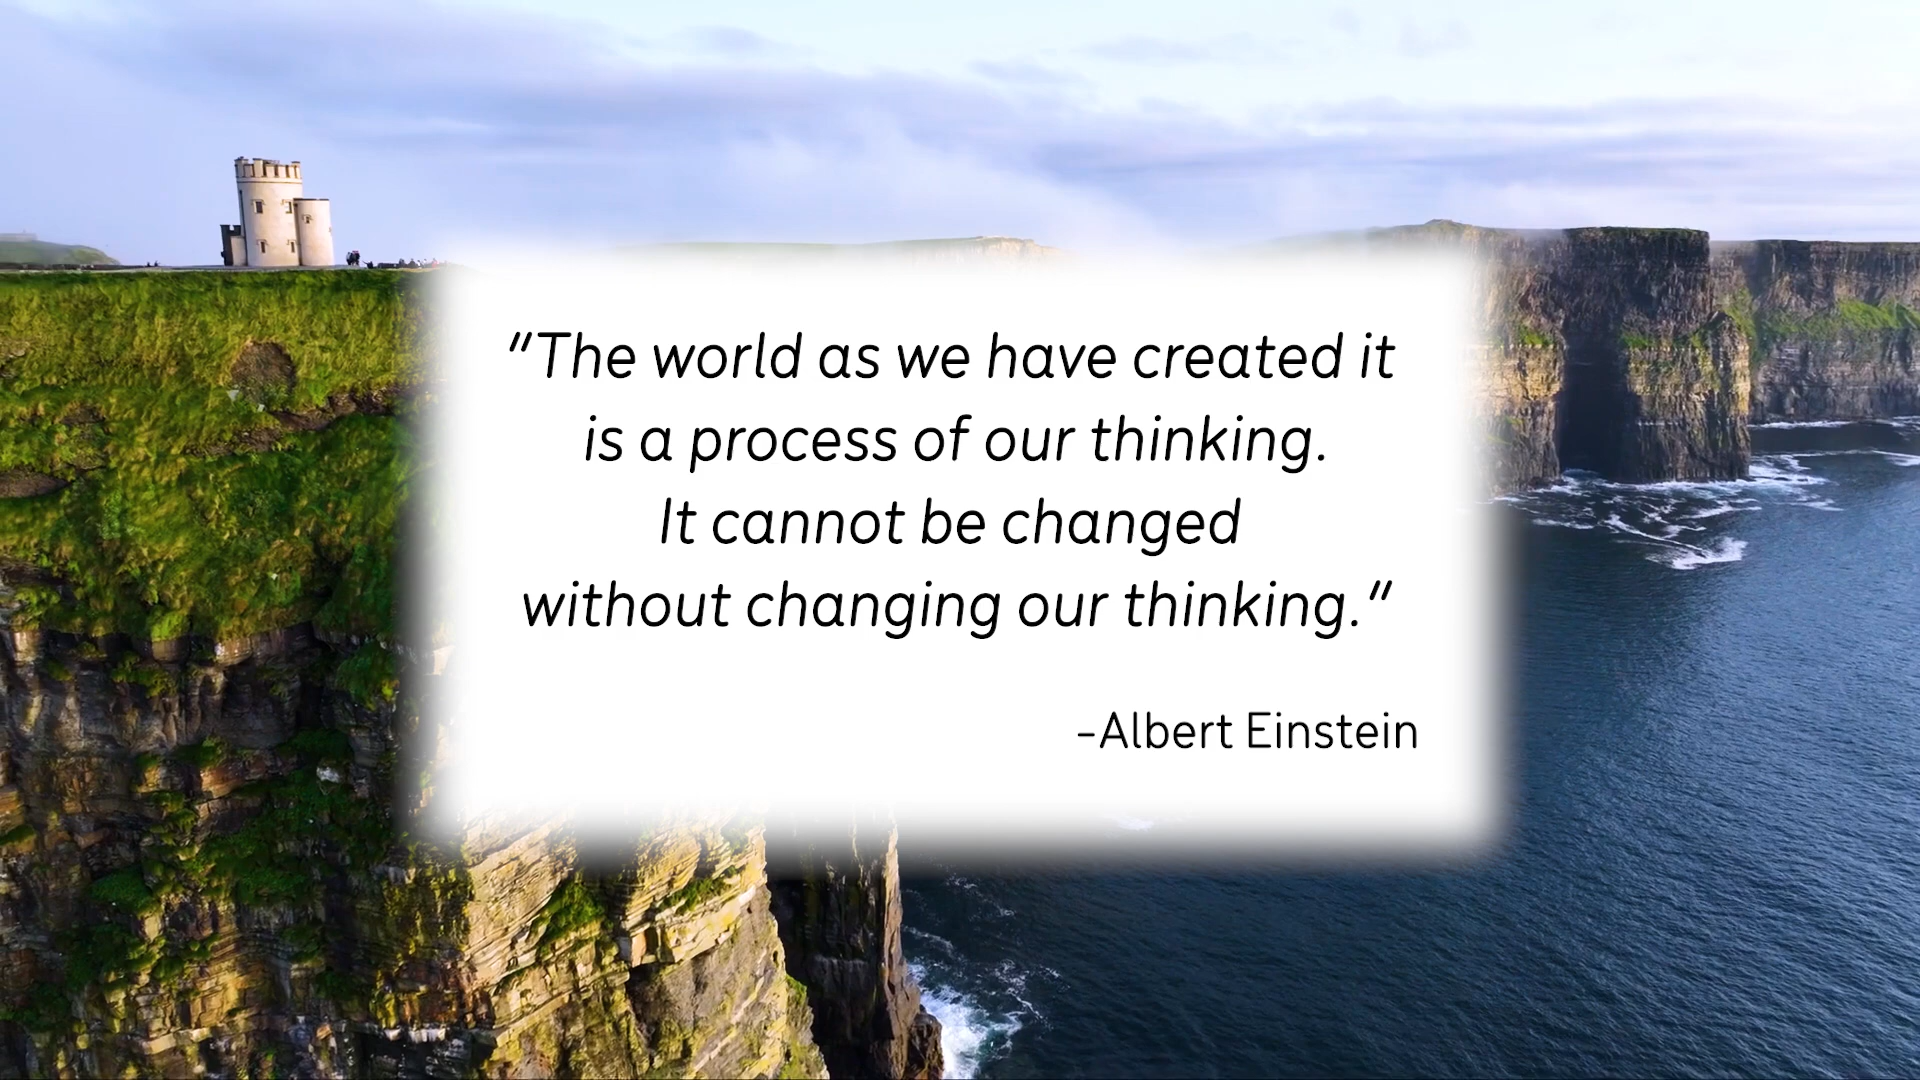 "The world as we have created it
is a process of our thinking.
It cannot be changed
without changing our thinking."
-Albert Einstein